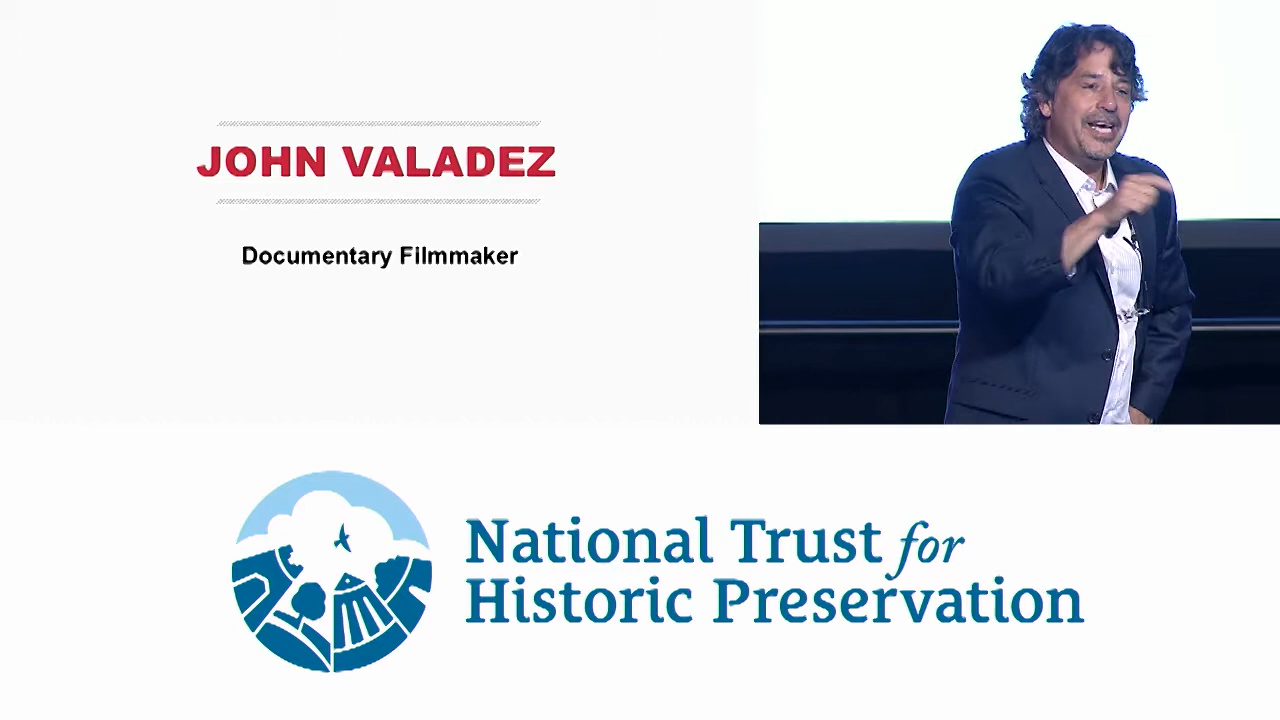 JOHN VALADEZ
Documentary Filmmaker
National Trust for
Historic Preservation